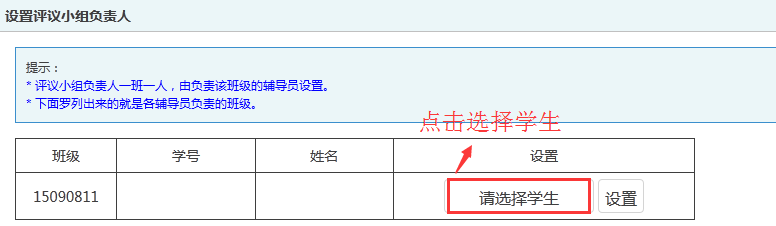 设置评议小组负责人
提示：
* 评议小组负责人一班一人，由负责该班级的辅导员设置。
* 下面罗列出来的就是各辅导员负责的班级。
点击选择学生
班级 学号 姓名 设置
15090811 请选择学生 设置